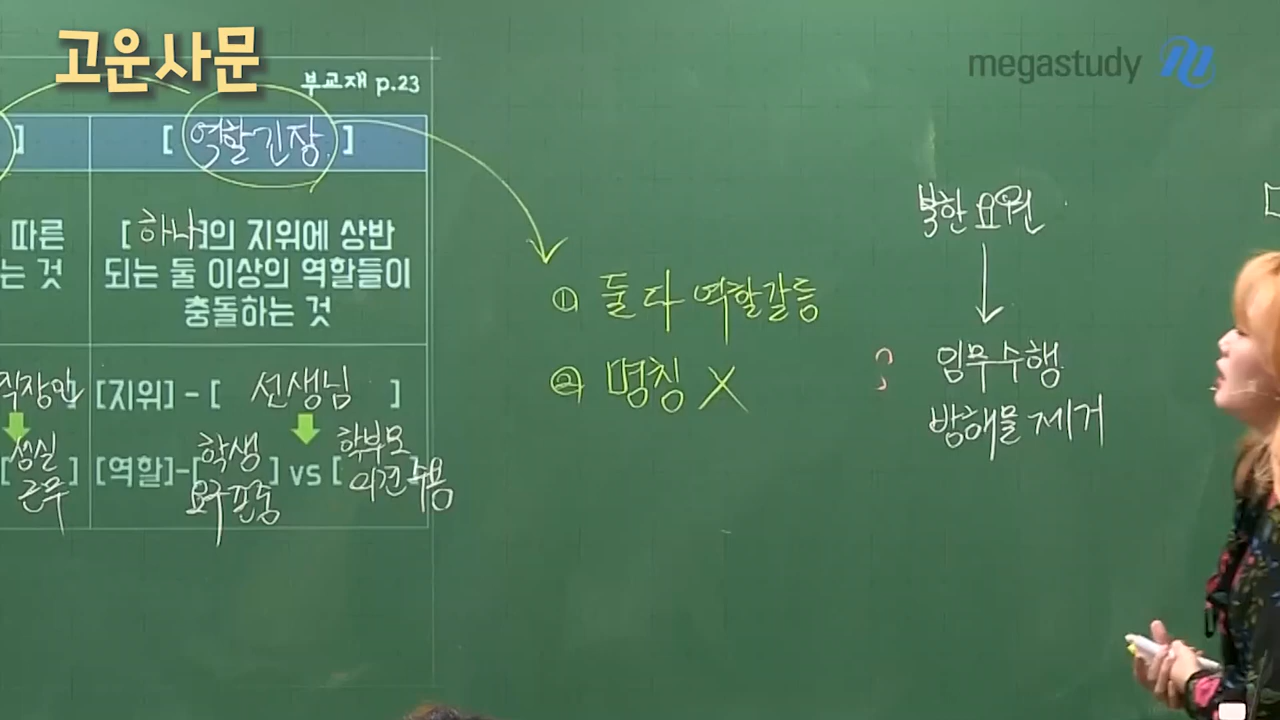 고운사문
megastudy
부교재 p.23
]
[ 역할긴장 ]
따른
는 것
[하나]의 지위에 상반
되는 둘 이상의 역할들이
충돌하는 것
직장인]
[성실
근무]
[지위] - [ 선생님 ]
[역할]-[학생
요구 존중] vs [학부모
의견 수용]
① 둘 다 역할갈등
② 명칭 X
북한 요원
임무수행
방해물 제거